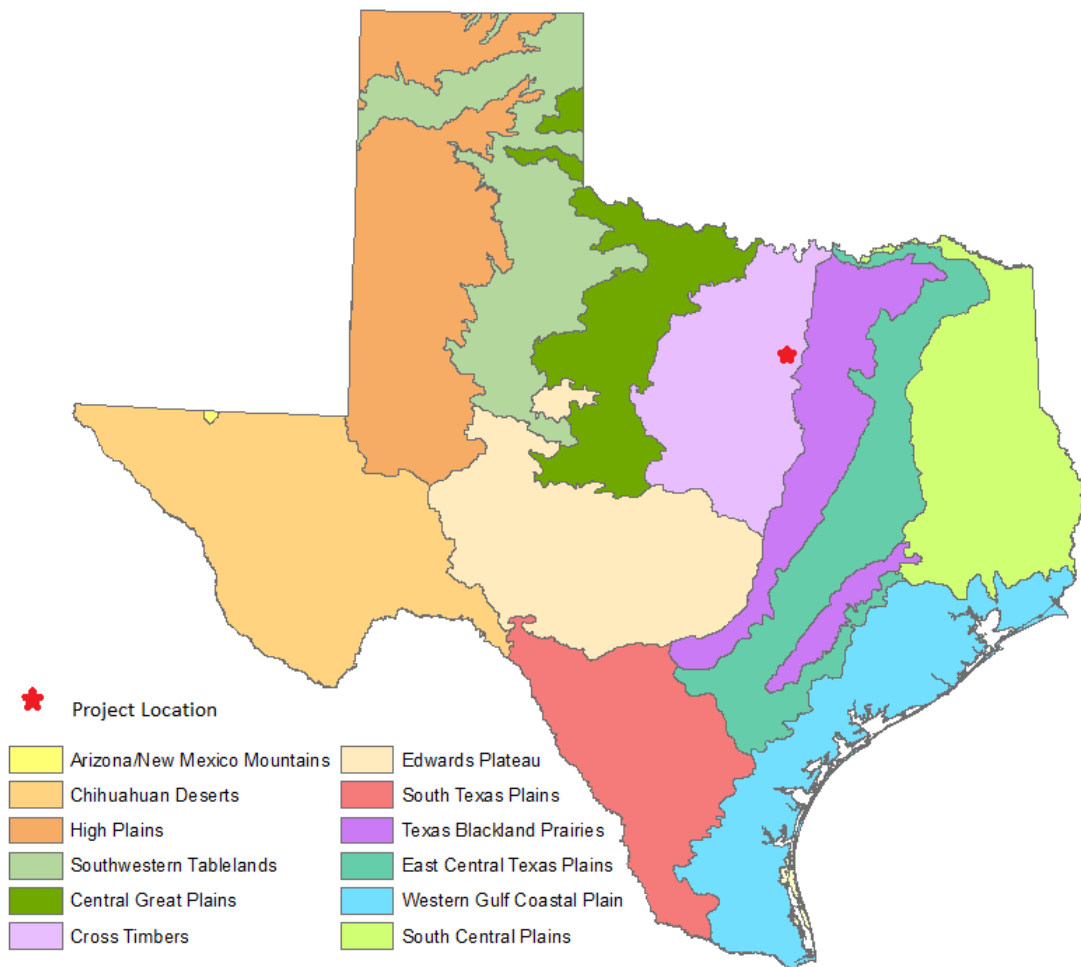 Project Location
Arizona/New Mexico Mountains
Chihuahuan Deserts
High Plains
Southwestern Tablelands
Central Great Plains
Cross Timbers
Edwards Plateau
South Texas Plains
Texas Blackland Prairies
East Central Texas Plains
Western Gulf Coastal Plain
South Central Plains